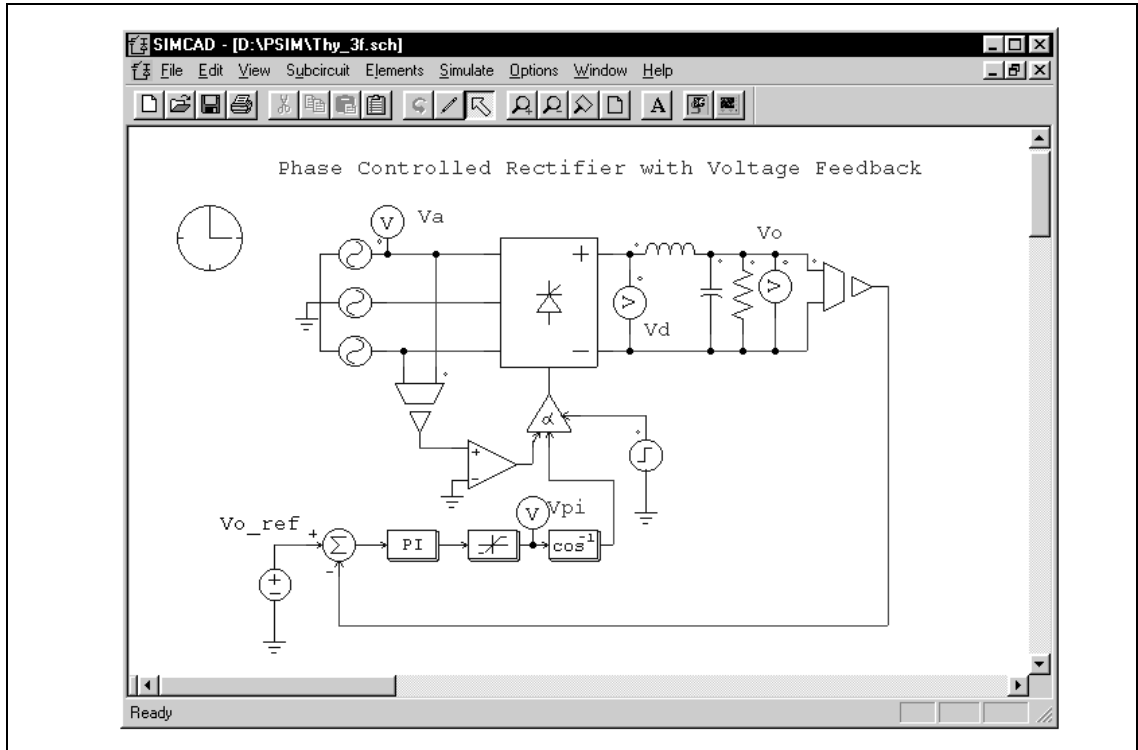 SIMCAD - [D:\PSIM\Thy_3f.sch]
File Edit View Subcircuit Elements Simulate Options Window Help
A
Phase Controlled Rectifier with Voltage Feedback
V Va
Vo
+
V
V
Vd
−
α
+
−
Vo_ref
+
Σ
−
PI
V Vpi
cos⁻¹
+
−
Ready